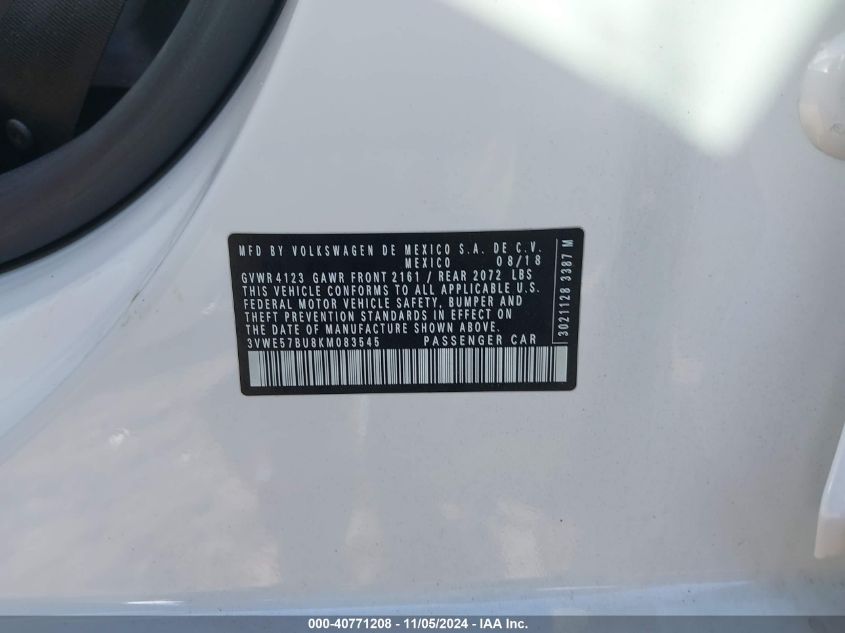 MFD BY VOLKSWAGEN DE MEXICO S.A. DE C.V.
MEXICO 08/18
GVWR4123 GAWR FRONT 2161 / REAR 2072 LBS
THIS VEHICLE CONFORMS TO ALL APPLICABLE U.S.
FEDERAL MOTOR VEHICLE SAFETY, BUMPER AND
THEFT PREVENTION STANDARDS IN EFFECT ON
THE DATE OF MANUFACTURE SHOWN ABOVE.
3VWE57BU8KM083545 PASSENGER CAR
3021128 3387 M
000-40771208 - 11/05/2024 - IAA Inc.